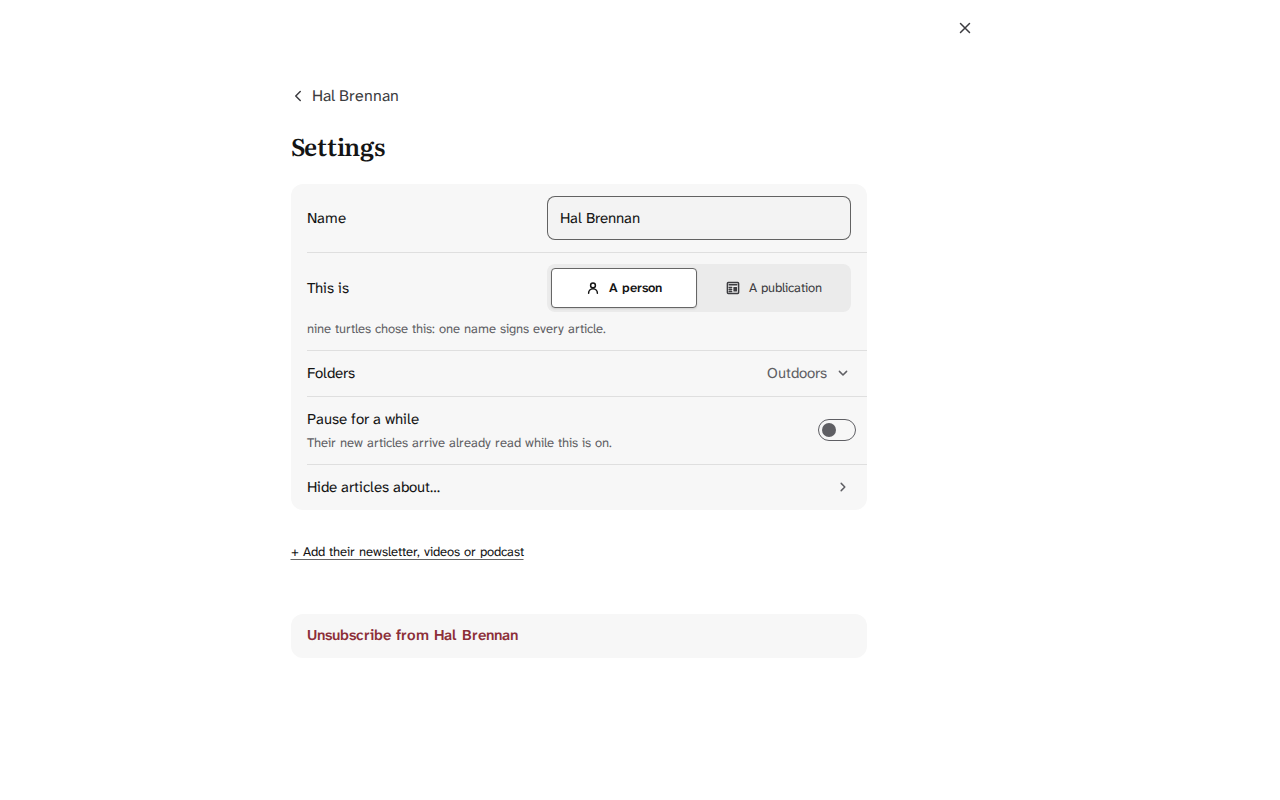 Hal Brennan
Settings
Name
Hal Brennan
This is
A person
A publication
nine turtles chose this: one name signs every article.
Folders
Outdoors
Pause for a while
Their new articles arrive already read while this is on.
Hide articles about...
+ Add their newsletter, videos or podcast
Unsubscribe from Hal Brennan